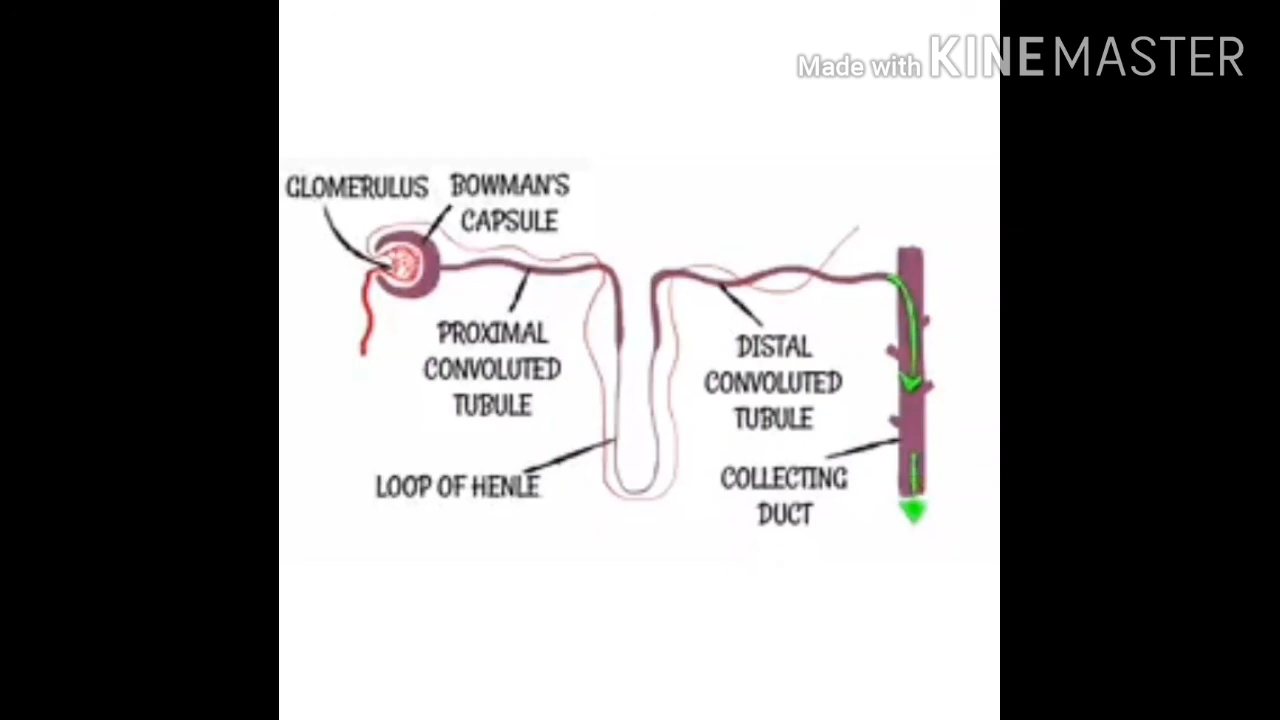 Made with KINEMASTER
GLOMERULUS
BOWMAN'S
CAPSULE
PROXIMAL
CONVOLUTED
TUBULE
DISTAL
CONVOLUTED
TUBULE
LOOP OF HENLE
COLLECTING
DUCT